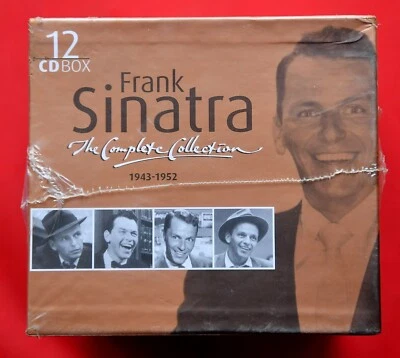 12
CD BOX
Frank
Sinatra
The Complete Collection
1943-1952